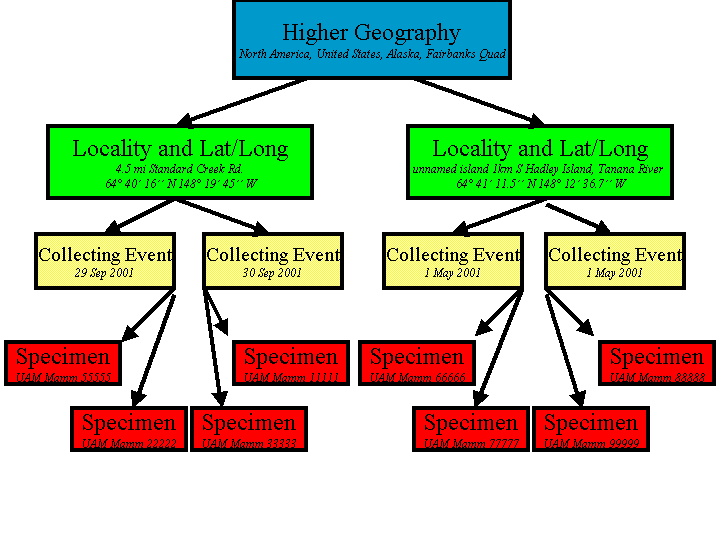 Higher Geography
North America, United States, Alaska, Fairbanks Quad
Locality and Lat/Long
4.5 mi Standard Creek Rd.
64° 40´ 16´´ N 148° 19´ 45´´ W
Locality and Lat/Long
unnamed island 1km S Hadley Island, Tanana River
64° 41´ 11.5´´ N 148° 12´ 36.7´´ W
Collecting Event
29 Sep 2001
Collecting Event
30 Sep 2001
Collecting Event
1 May 2001
Collecting Event
1 May 2001
Specimen
UAM Mamm 55555
Specimen
UAM Mamm 11111
Specimen
UAM Mamm 66666
Specimen
UAM Mamm 88888
Specimen
UAM Mamm 22222
Specimen
UAM Mamm 33333
Specimen
UAM Mamm 77777
Specimen
UAM Mamm 99999